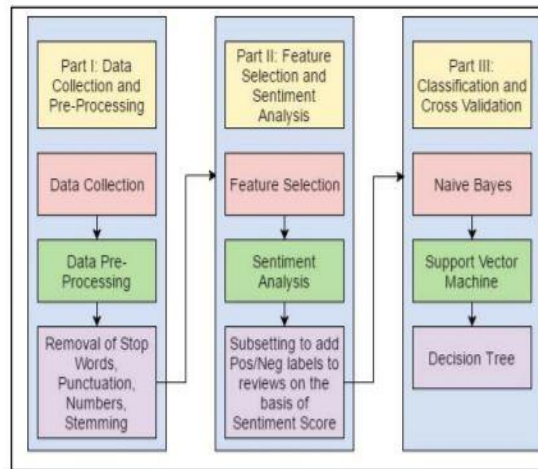 Part I: Data
Collection and
Pre-Processing
Data Collection
Data Pre-
Processing
Removal of Stop
Words,
Punctuation,
Numbers,
Stemming
Part II: Feature
Selection and
Sentiment
Analysis
Feature Selection
Sentiment
Analysis
Subsetting to add
Pos/Neg labels to
reviews on the
basis of
Sentiment Score
Part III:
Classification and
Cross Validation
Naive Bayes
Support Vector
Machine
Decision Tree